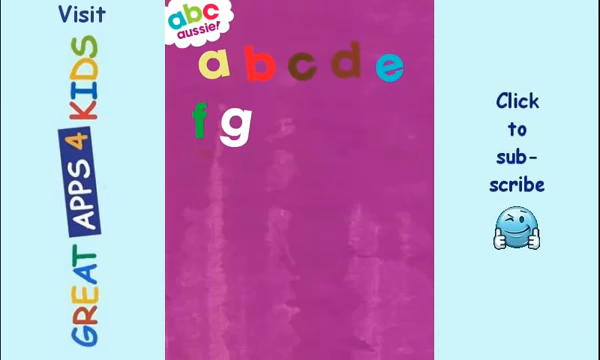 Visit
GREAT APPS 4 KIDS
abc
aussie!
a b c d e
f g
Click
to
sub-
scribe